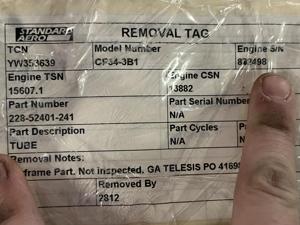 STANDARD AERO REMOVAL TAG
TCN Model Number Engine S/N
YW353639 CF34-3B1 872498
Engine TSN Engine CSN
15607.1 13882
Part Number Part Serial Number
228-52401-241 N/A
Part Description Part Cycles
TUBE N/A
Removal Notes:
frame Part. Not inspected, GA TELESIS PO
Removed By
2812